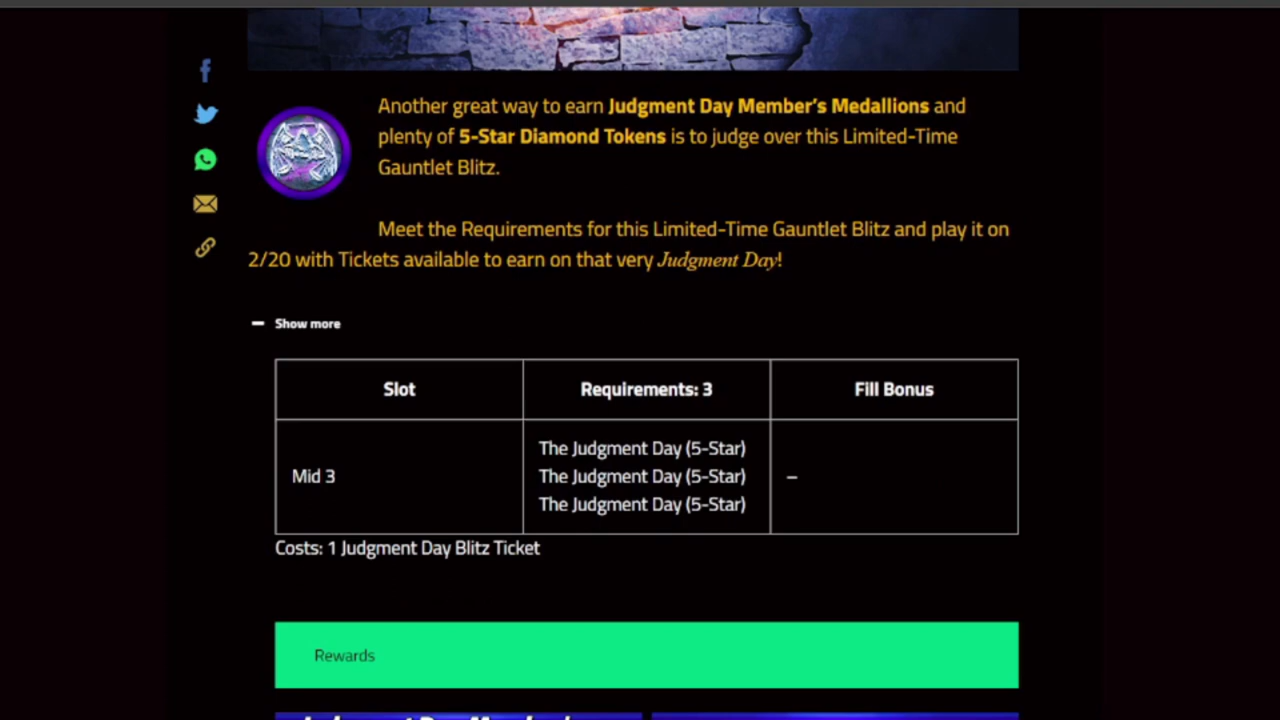 Another great way to earn Judgment Day Member's Medallions and
plenty of 5-Star Diamond Tokens is to judge over this Limited-Time
Gauntlet Blitz.
Meet the Requirements for this Limited-Time Gauntlet Blitz and play it on
2/20 with Tickets available to earn on that very Judgment Day!
Show more
Slot Requirements: 3 Fill Bonus
The Judgment Day (5-Star)
Mid 3 The Judgment Day (5-Star) –
The Judgment Day (5-Star)
Costs: 1 Judgment Day Blitz Ticket
Rewards